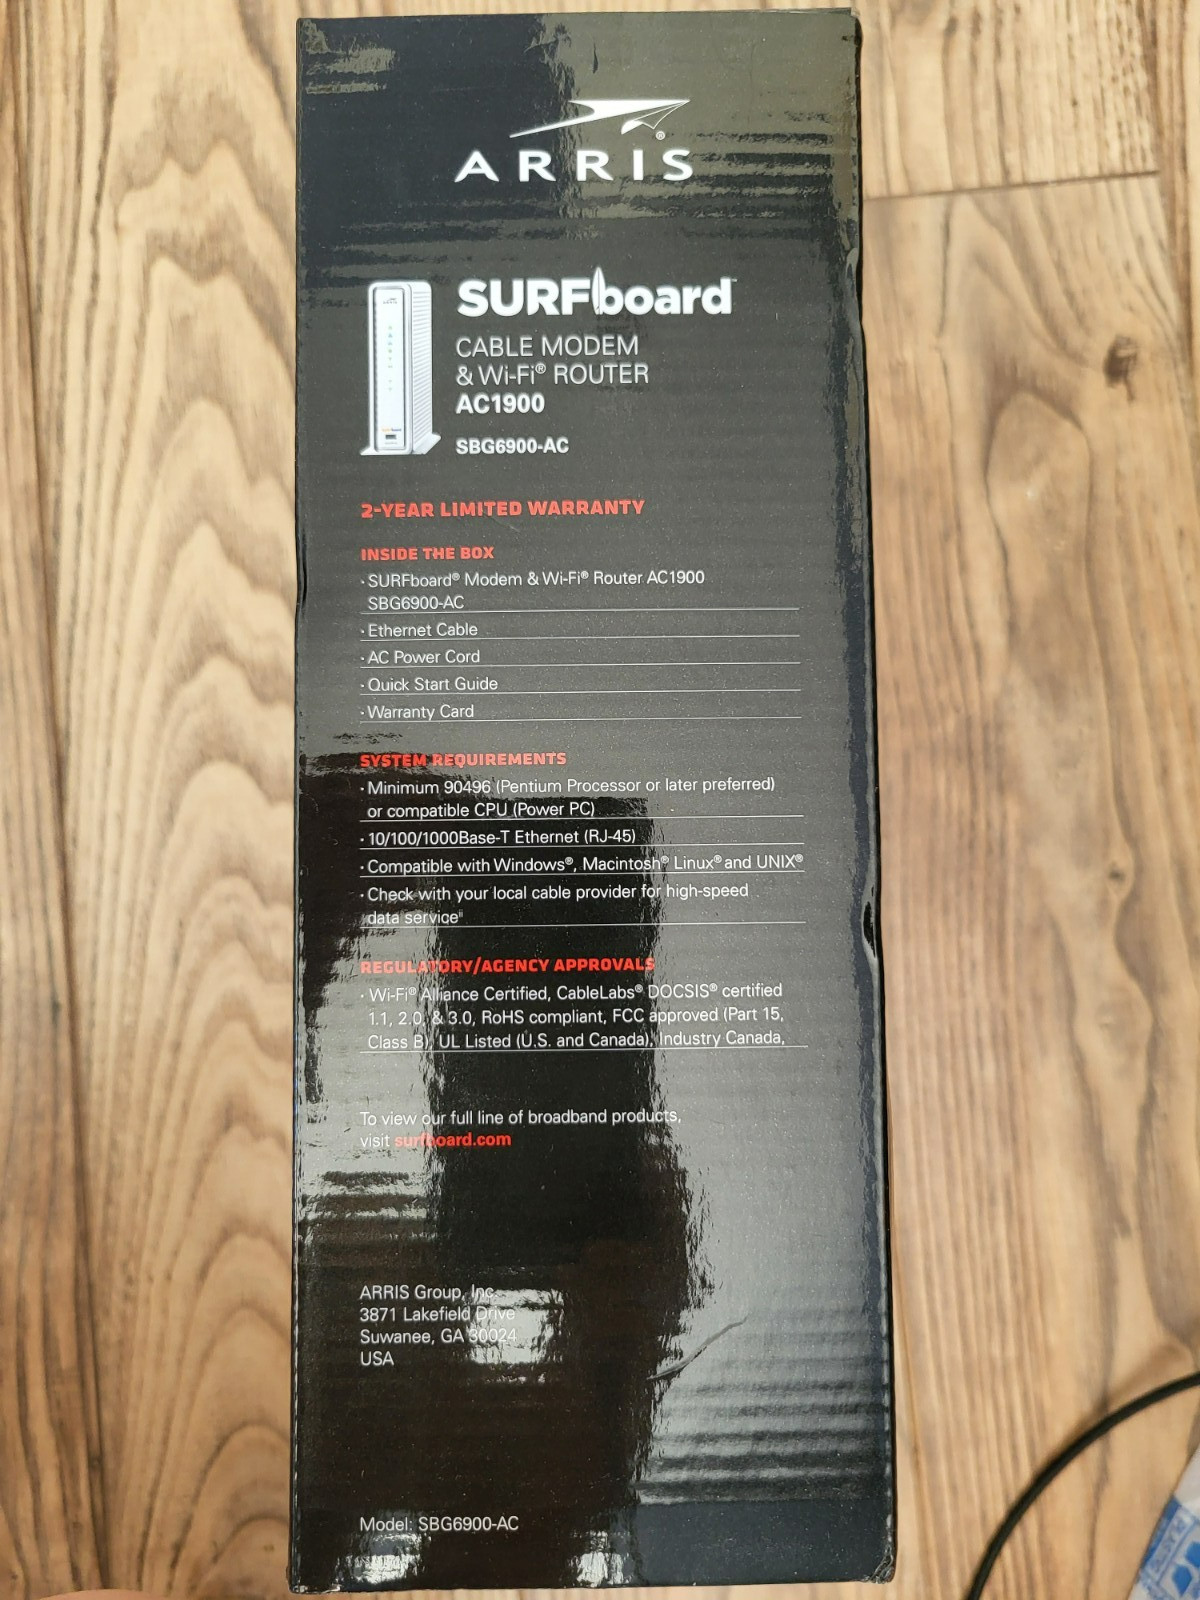 ARRIS
SURFboard™
CABLE MODEM
& Wi-Fi® ROUTER
AC1900
SBG6900-AC
2-YEAR LIMITED WARRANTY
INSIDE THE BOX
· SURFboard® Modem & Wi-Fi® Router AC1900
SBG6900-AC
· Ethernet Cable
· AC Power Cord
· Quick Start Guide
· Warranty Card
SYSTEM REQUIREMENTS
· Minimum 90496 (Pentium Processor or later preferred)
or compatible CPU (Power PC)
· 10/100/1000Base-T Ethernet (RJ-45)
· Compatible with Windows®, Macintosh® Linux® and UNIX®
· Check with your local cable provider for high-speed
data serviceⁱⁱ
REGULATORY/AGENCY APPROVALS
· Wi-Fi® Alliance Certified, CableLabs® DOCSIS® certified
1.1, 2.0, & 3.0, RoHS compliant, FCC approved (Part 15,
Class B), UL Listed (U.S. and Canada), Industry Canada,
To view our full line of broadband products,
visit surfboard.com
ARRIS Group, Inc.
3871 Lakefield Drive
Suwanee, GA 30024
USA
Model: SBG6900-AC